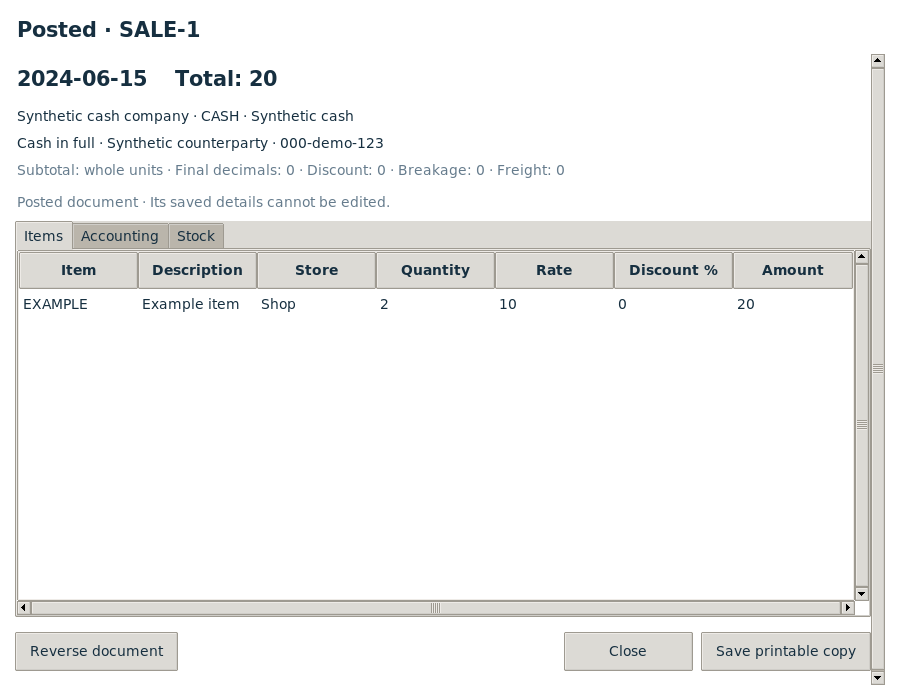 Posted · SALE-1
2024-06-15 Total: 20
Synthetic cash company · CASH · Synthetic cash
Cash in full · Synthetic counterparty · 000-demo-123
Subtotal: whole units · Final decimals: 0 · Discount: 0 · Breakage: 0 · Freight: 0
Posted document · Its saved details cannot be edited.
Items Accounting Stock
Item Description Store Quantity Rate Discount % Amount
EXAMPLE Example item Shop 2 10 0 20
Reverse document Close Save printable copy